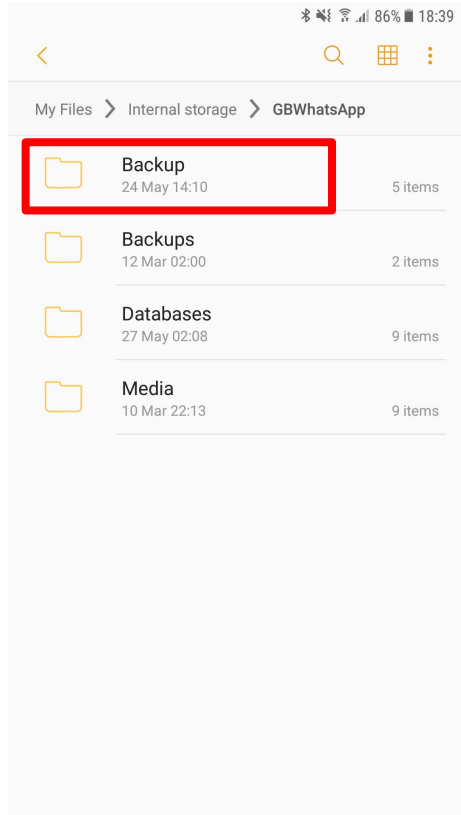 86% 18:39
My Files > Internal storage > GBWhatsApp
Backup
24 May 14:10 5 items
Backups
12 Mar 02:00 2 items
Databases
27 May 02:08 9 items
Media
10 Mar 22:13 9 items